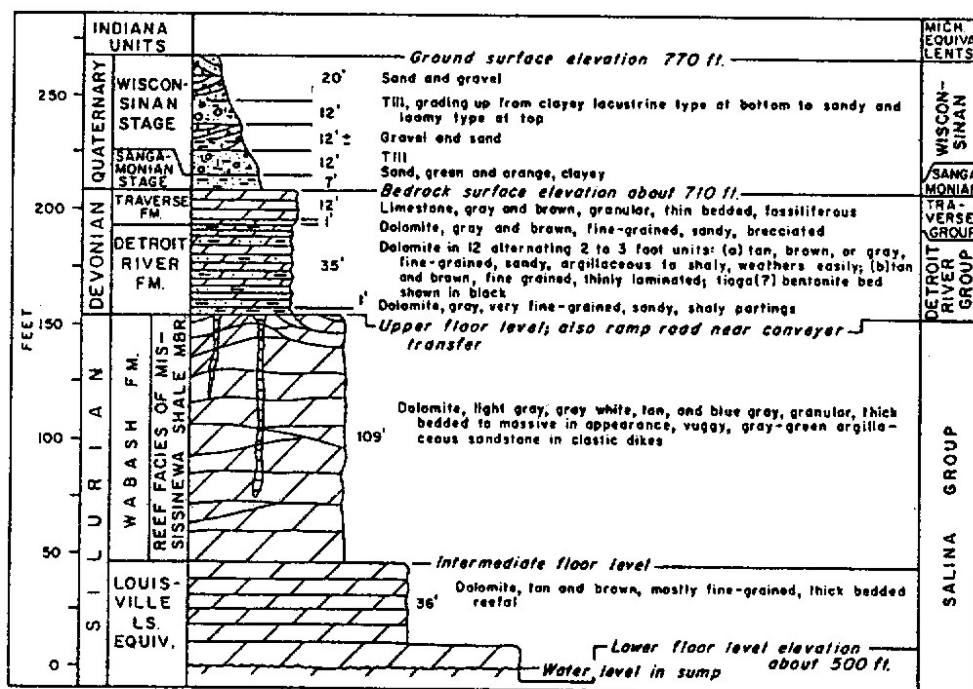 INDIANA
UNITS
MICH.
EQUIVA
LENTS
Ground surface elevation 770 ft.
FEET
250
200
150
100
50
0
QUATERNARY
WISCON-
SINAN
STAGE
20' Sand and gravel
12' Till, grading up from clayey lacustrine type at bottom to sandy and
loamy type at top
12' ± Gravel and sand
12' Till
SANGA-
MONIAN
STAGE
7' Sand, green and orange, clayey
WISCON-
SINAN
SANGA
MONIAN
Bedrock surface elevation about 710 ft.
DEVONIAN
TRAVERSE
FM.
12' Limestone, gray and brown, granular, thin bedded, fossiliferous
1' Dolomite, gray and brown, fine-grained, sandy, brecciated
TRA-
VERSE
GROUP
DETROIT
RIVER
FM.
35' Dolomite in 12 alternating 2 to 3 foot units: (a) tan, brown, or gray,
fine-grained, sandy, argillaceous to shaly, weathers easily; (b) tan
and brown, fine grained, thinly laminated; tioga(?) bentonite bed
shown in black
1' Dolomite, gray, very fine-grained, sandy, shaly partings
DETROIT
RIVER
GROUP
Upper floor level; also ramp road near conveyer
transfer
SILURIAN
WABASH FM.
REEF FACIES OF MIS-
SISSINEWA SHALE MBR.
109' Dolomite, light gray, gray white, tan, and blue gray, granular, thick
bedded to massive in appearance, vuggy, gray-green argilla-
ceous sandstone in clastic dikes
SALINA GROUP
Intermediate floor level
LOUIS-
VILLE
LS.
EQUIV.
36' Dolomite, tan and brown, mostly fine-grained, thick bedded
reefal
Lower floor level elevation
about 500 ft.
Water level in sump